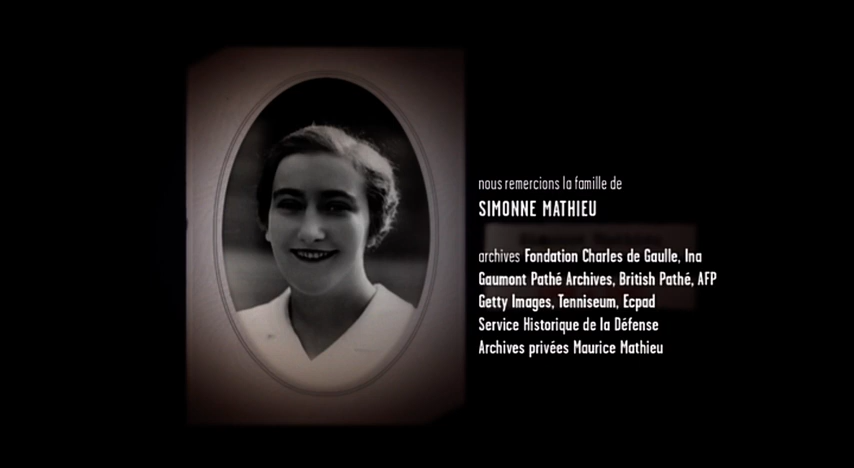 nous remercions la famille de
SIMONNE MATHIEU
archives Fondation Charles de Gaulle, Ina
Gaumont Pathé Archives, British Pathé, AFP
Getty Images, Tenniseum, Ecpad
Service Historique de la Défense
Archives privées Maurice Mathieu